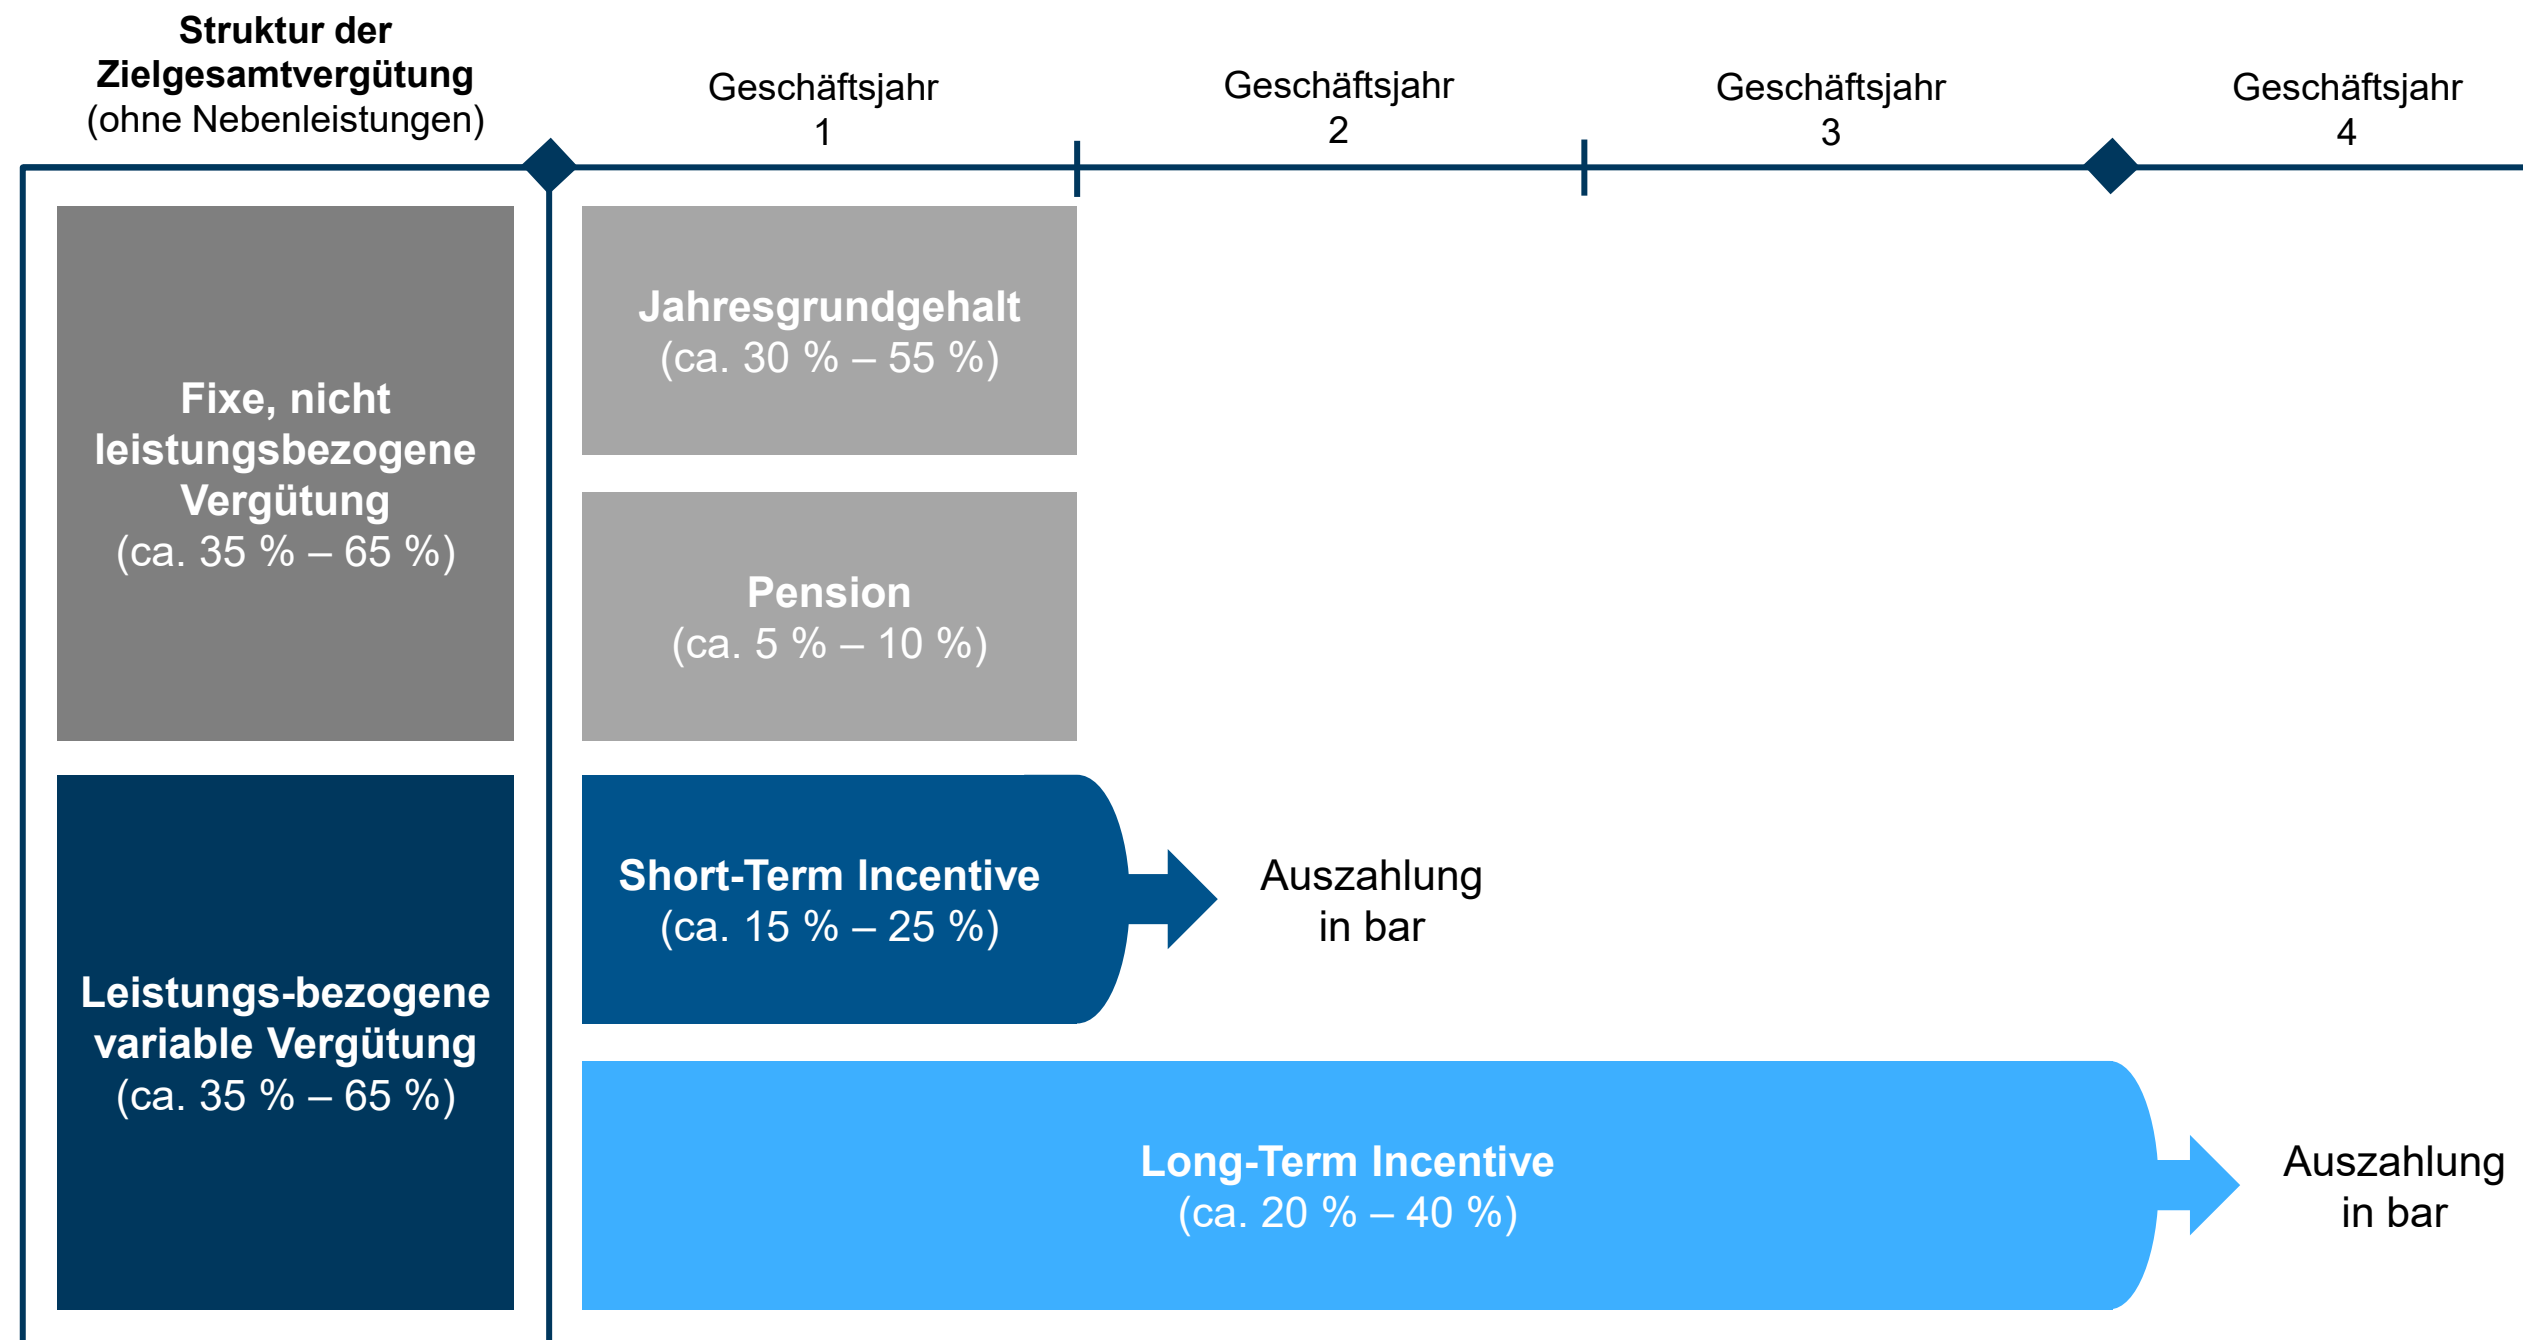 Struktur der
Zielgesamtvergütung
(ohne Nebenleistungen)
Geschäftsjahr
1
Geschäftsjahr
2
Geschäftsjahr
3
Geschäftsjahr
4
Fixe, nicht
leistungsbezogene
Vergütung
(ca. 35 % – 65 %)
Jahresgrundgehalt
(ca. 30 % – 55 %)
Pension
(ca. 5 % – 10 %)
Leistungs-bezogene
variable Vergütung
(ca. 35 % – 65 %)
Short-Term Incentive
(ca. 15 % – 25 %)
Auszahlung
in bar
Long-Term Incentive
(ca. 20 % – 40 %)
Auszahlung
in bar